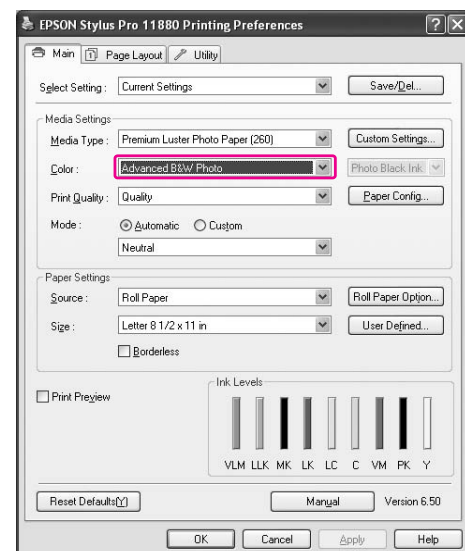 EPSON Stylus Pro 11880 Printing Preferences
Main Page Layout Utility
Select Setting : Current Settings Save/Del...
Media Settings
Media Type : Premium Luster Photo Paper (260) Custom Settings...
Color : Advanced B&W Photo Photo Black Ink
Print Quality : Quality Paper Config...
Mode : Automatic Custom
Neutral
Paper Settings
Source : Roll Paper Roll Paper Option...
Size : Letter 8 1/2 x 11 in User Defined...
Borderless
Print Preview
Ink Levels
VLM LLK MK LK LC C VM PK Y
Reset Defaults(Y) Manual Version 6.50
OK Cancel Apply Help